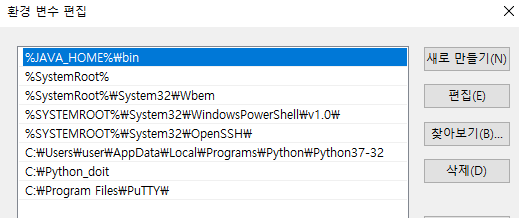 환경 변수 편집
%JAVA_HOME%₩bin
새로 만들기(N)
%SystemRoot%
%SystemRoot%₩System32₩Wbem
편집(E)
%SYSTEMROOT%₩System32₩WindowsPowerShell₩v1.0₩
%SYSTEMROOT%₩System32₩OpenSSH₩
찾아보기(B)...
C:₩Users₩user₩AppData₩Local₩Programs₩Python₩Python37-32
C:₩Python_doit
삭제(D)
C:₩Program Files₩PuTTY₩